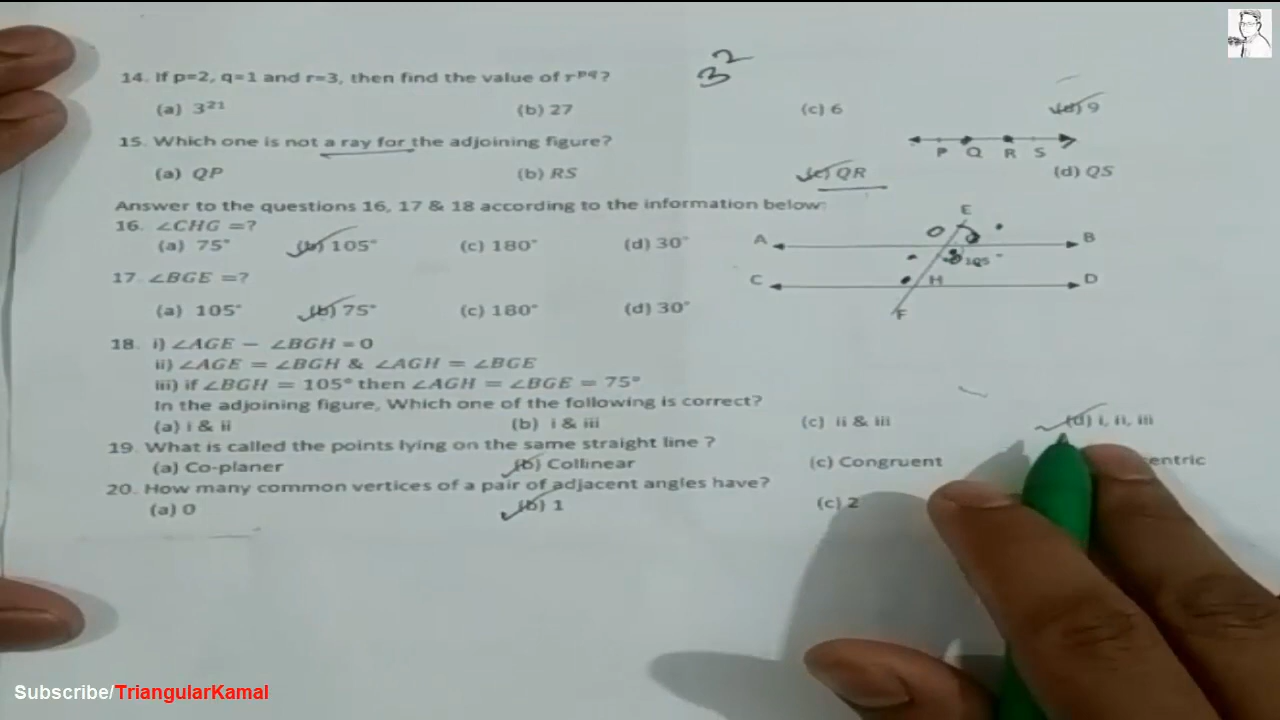 14. If p=2, q=1 and r=3, then find the value of r^pq?
3²
(a) 3²¹ (b) 27 (c) 6 (d) 9
15. Which one is not a ray for the adjoining figure?
P Q R S
(a) QP (b) RS (c) QR (d) QS
Answer to the questions 16, 17 & 18 according to the information below:
16. ∠CHG =?
(a) 75° (b) 105° (c) 180° (d) 30°
E
A B
105°
C H D
F
17. ∠BGE =?
(a) 105° (b) 75° (c) 180° (d) 30°
18. i) ∠AGE − ∠BGH = 0
ii) ∠AGE = ∠BGH & ∠AGH = ∠BGE
iii) if ∠BGH = 105° then ∠AGH = ∠BGE = 75°
In the adjoining figure, Which one of the following is correct?
(a) i & ii (b) i & iii (c) ii & iii (d) i, ii, iii
19. What is called the points lying on the same straight line ?
(a) Co-planer (b) Collinear (c) Congruent
20. How many common vertices of a pair of adjacent angles have?
(a) 0 (b) 1 (c) 2
Subscribe/TriangularKamal